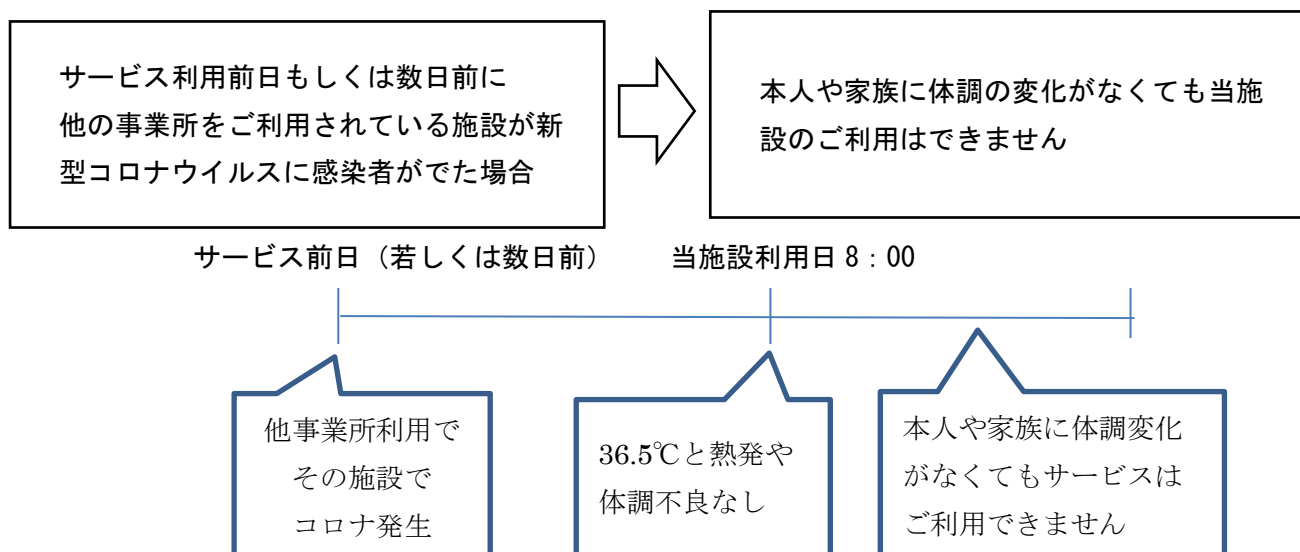 サービス利用前日もしくは数日前に
他の事業所をご利用されている施設が新
型コロナウイルスに感染者がでた場合
本人や家族に体調の変化がなくても当施
設のご利用はできません
サービス前日（若しくは数日前）
当施設利用日 8：00
他事業所利用で
その施設で
コロナ発生
36.5℃と熱発や
体調不良なし
本人や家族に体調変化
がなくてもサービスは
ご利用できません